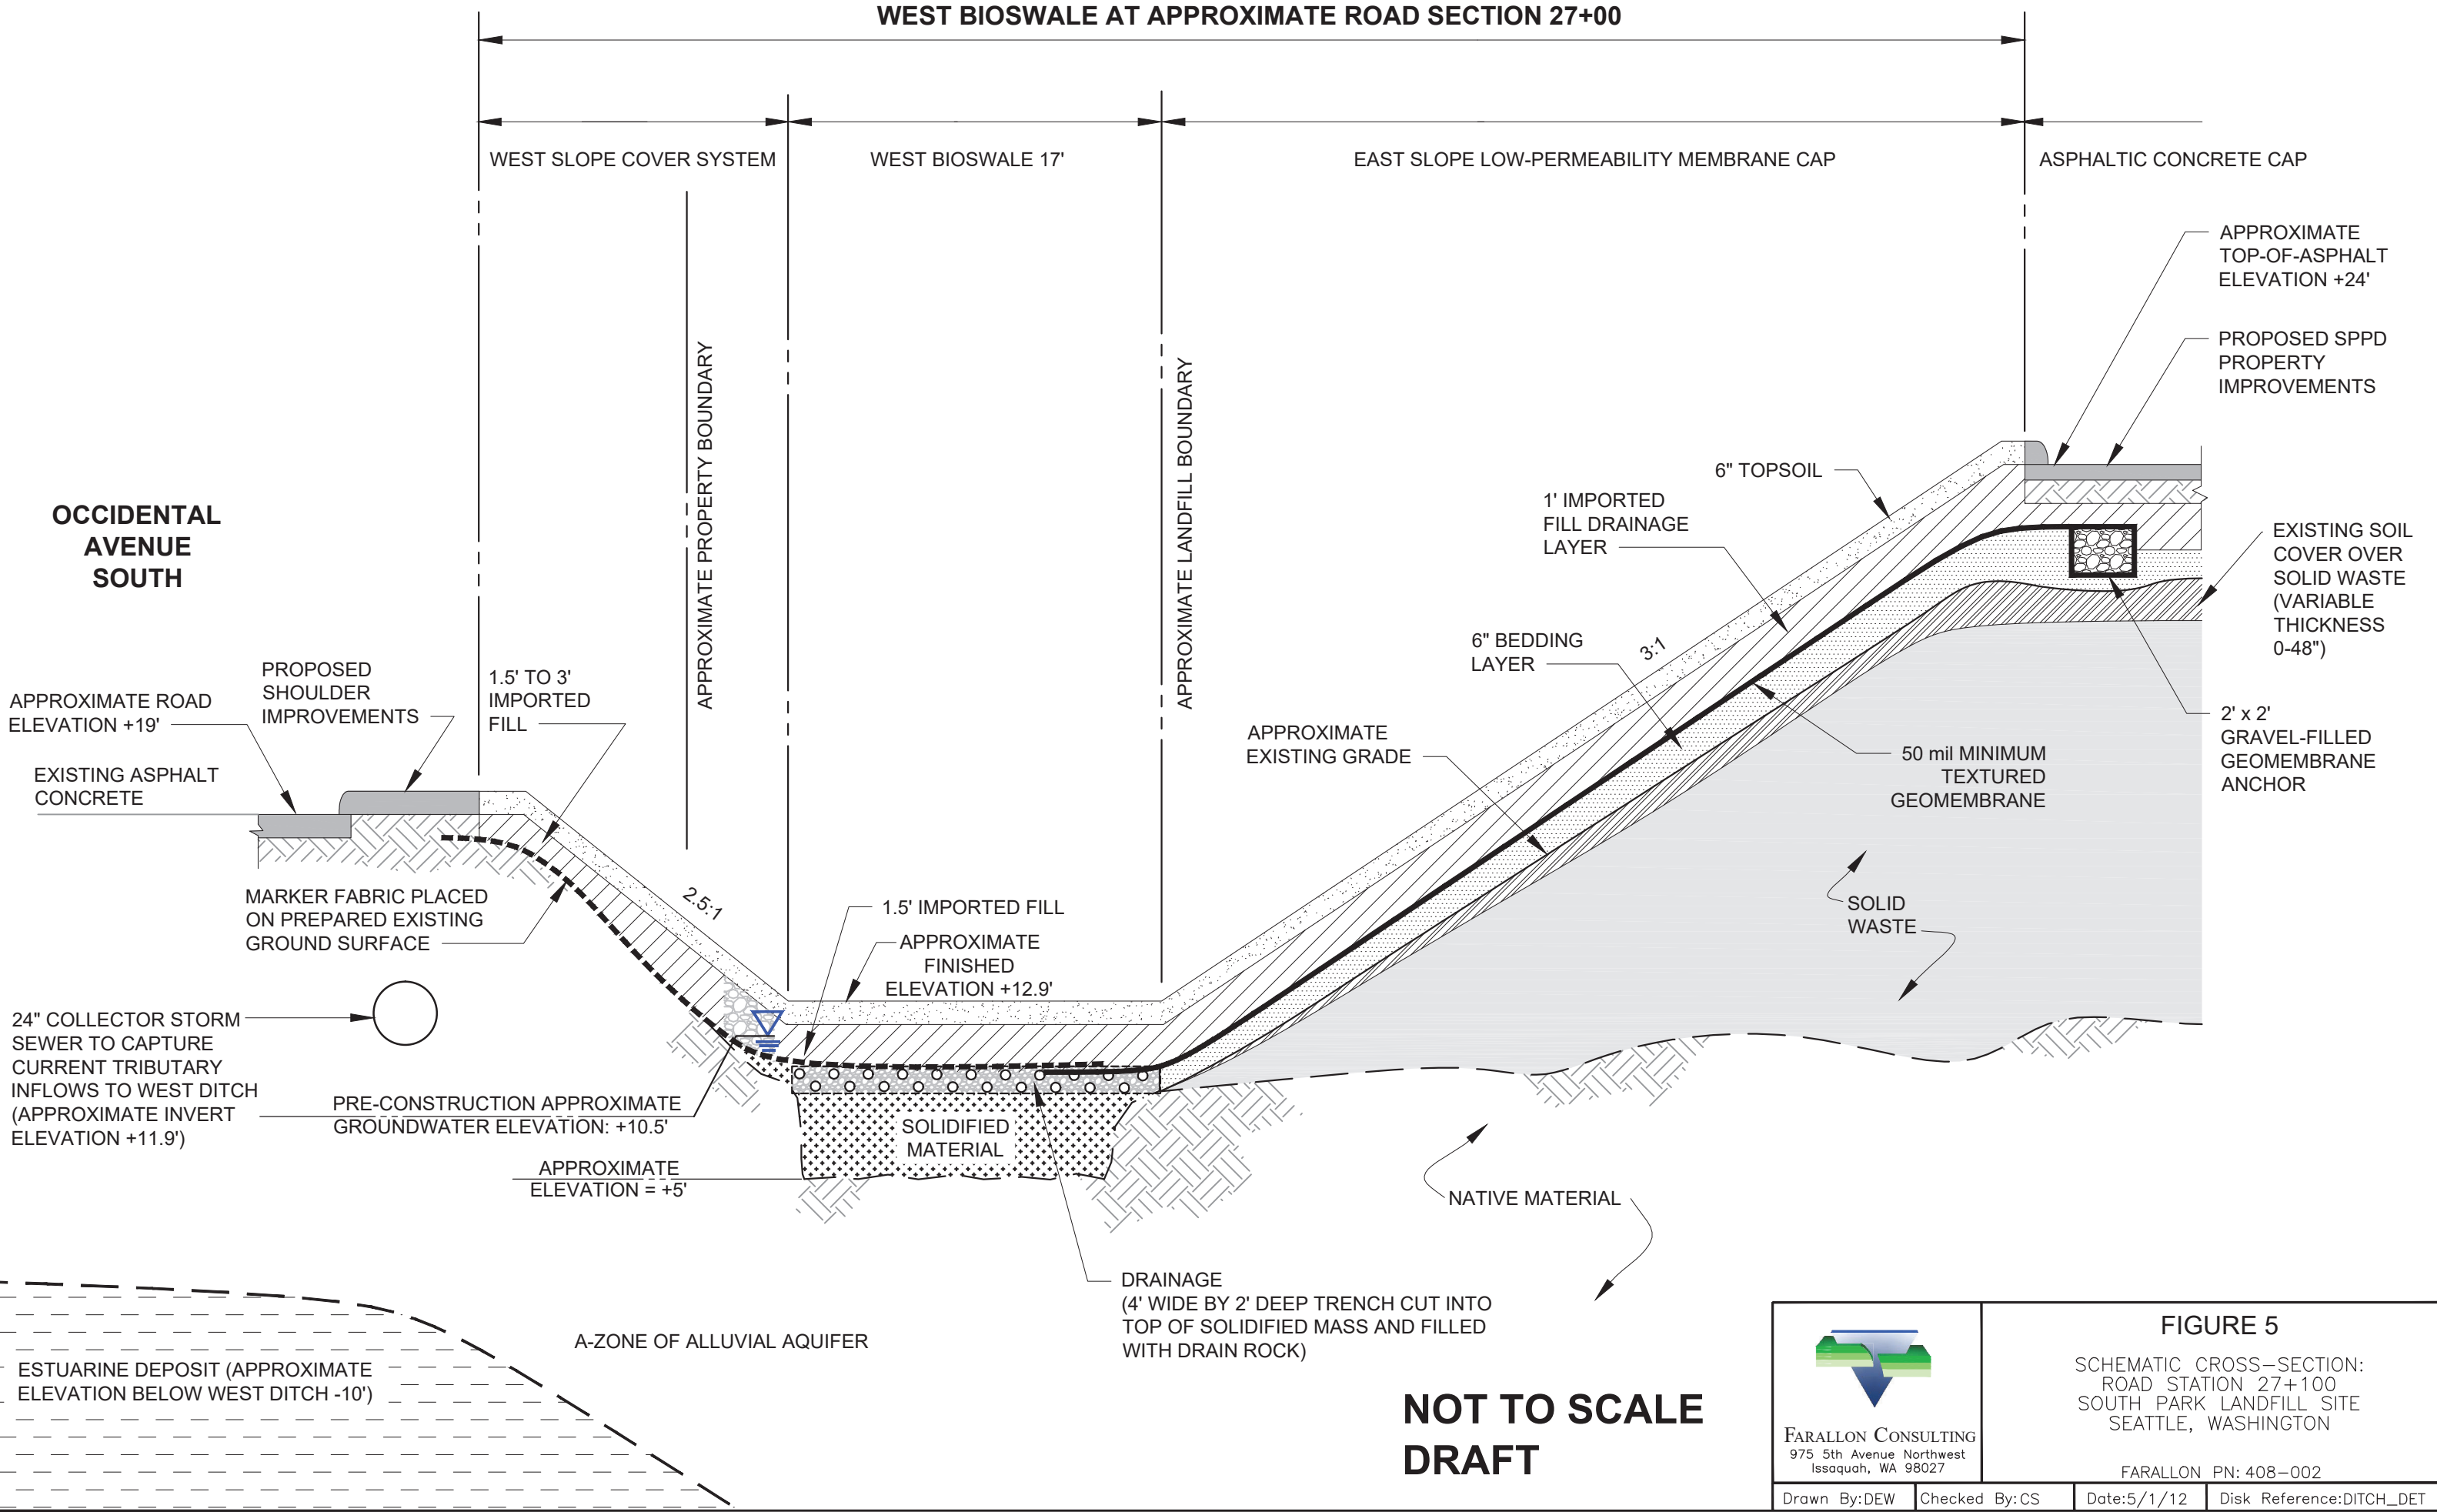 WEST BIOSWALE AT APPROXIMATE ROAD SECTION 27+00
WEST SLOPE COVER SYSTEM
WEST BIOSWALE 17'
EAST SLOPE LOW-PERMEABILITY MEMBRANE CAP
ASPHALTIC CONCRETE CAP
APPROXIMATE
TOP-OF-ASPHALT
ELEVATION +24'
PROPOSED SPPD
PROPERTY
IMPROVEMENTS
APPROXIMATE PROPERTY BOUNDARY
APPROXIMATE LANDFILL BOUNDARY
6" TOPSOIL
1' IMPORTED
FILL DRAINAGE
LAYER
6" BEDDING
LAYER
3:1
APPROXIMATE
EXISTING GRADE
EXISTING SOIL
COVER OVER
SOLID WASTE
(VARIABLE
THICKNESS
0-48")
2' x 2'
GRAVEL-FILLED
GEOMEMBRANE
ANCHOR
50 mil MINIMUM
TEXTURED
GEOMEMBRANE
SOLID
WASTE
OCCIDENTAL
AVENUE
SOUTH
PROPOSED
SHOULDER
IMPROVEMENTS
1.5' TO 3'
IMPORTED
FILL
APPROXIMATE ROAD
ELEVATION +19'
EXISTING ASPHALT
CONCRETE
MARKER FABRIC PLACED
ON PREPARED EXISTING
GROUND SURFACE
2.5:1
1.5' IMPORTED FILL
APPROXIMATE
FINISHED
ELEVATION +12.9'
24" COLLECTOR STORM
SEWER TO CAPTURE
CURRENT TRIBUTARY
INFLOWS TO WEST DITCH
(APPROXIMATE INVERT
ELEVATION +11.9')
PRE-CONSTRUCTION APPROXIMATE
GROUNDWATER ELEVATION: +10.5'
SOLIDIFIED
MATERIAL
APPROXIMATE
ELEVATION = +5'
NATIVE MATERIAL
DRAINAGE
(4' WIDE BY 2' DEEP TRENCH CUT INTO
TOP OF SOLIDIFIED MASS AND FILLED
WITH DRAIN ROCK)
A-ZONE OF ALLUVIAL AQUIFER
ESTUARINE DEPOSIT (APPROXIMATE
ELEVATION BELOW WEST DITCH -10')
NOT TO SCALE
DRAFT
FARALLON CONSULTING
975 5th Avenue Northwest
Issaquah, WA 98027
FIGURE 5
SCHEMATIC CROSS-SECTION:
ROAD STATION 27+100
SOUTH PARK LANDFILL SITE
SEATTLE, WASHINGTON
FARALLON PN: 408-002
Drawn By:DEW
Checked By:CS
Date:5/1/12
Disk Reference:DITCH_DET